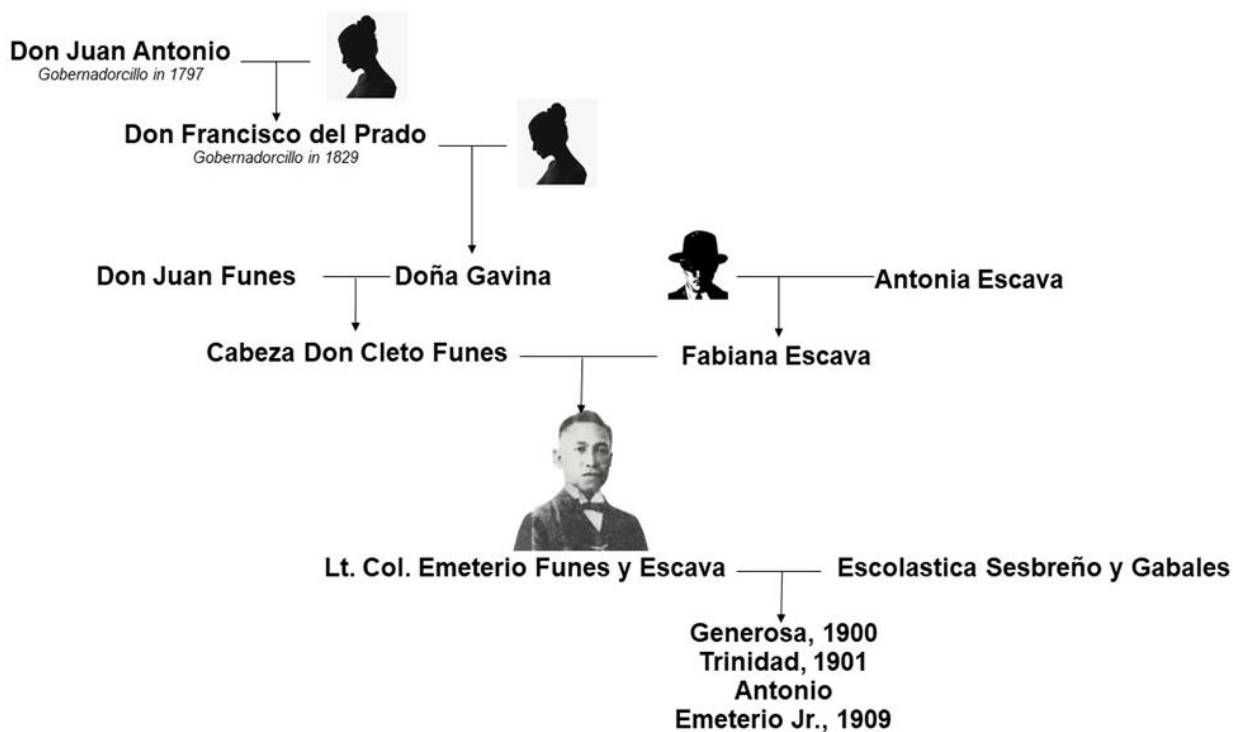 Don Juan Antonio
Gobernadorcillo in 1797
Don Francisco del Prado
Gobernadorcillo in 1829
Don Juan Funes
Doña Gavina
Antonia Escava
Cabeza Don Cleto Funes
Fabiana Escava
Lt. Col. Emeterio Funes y Escava
Escolastica Sesbreño y Gabales
Generosa, 1900
Trinidad, 1901
Antonio
Emeterio Jr., 1909